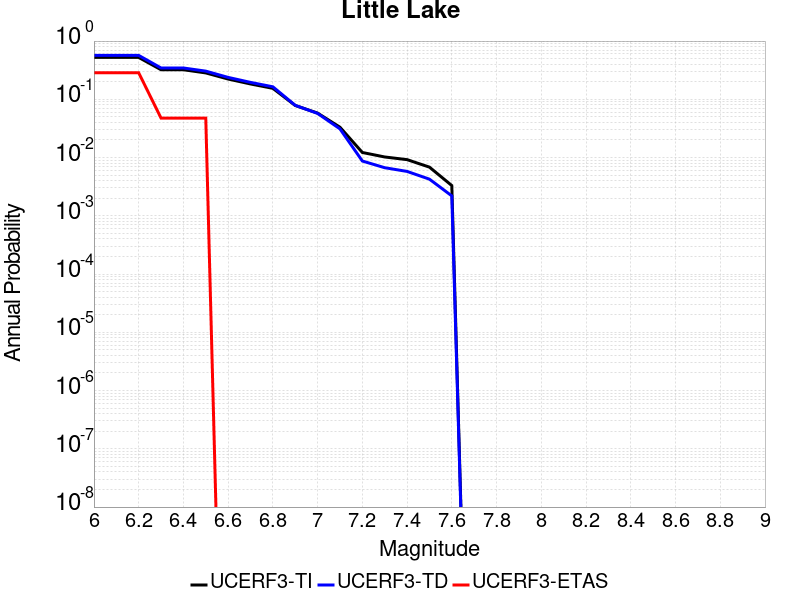 Little Lake
Annual Probability
10^0
10^-1
10^-2
10^-3
10^-4
10^-5
10^-6
10^-7
10^-8
6 6.2 6.4 6.6 6.8 7 7.2 7.4 7.6 7.8 8 8.2 8.4 8.6 8.8 9
Magnitude
UCERF3-TI UCERF3-TD UCERF3-ETAS